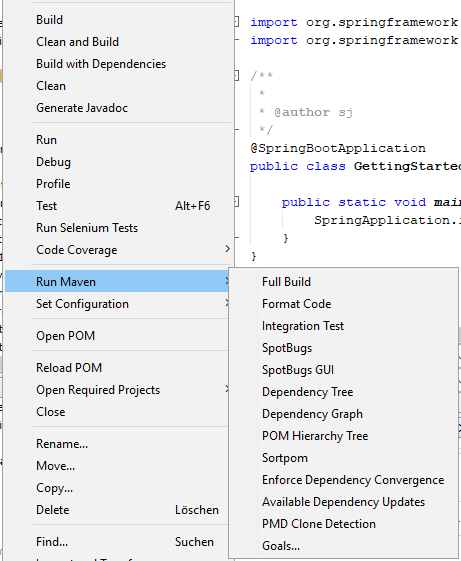 Build
Clean and Build
Build with Dependencies
Clean
Generate Javadoc
Run
Debug
Profile
Test Alt+F6
Run Selenium Tests
Code Coverage
Run Maven
Set Configuration
Open POM
Reload POM
Open Required Projects
Close
Rename...
Move...
Copy...
Delete Löschen
Find... Suchen
import org.springframework
import org.springframework
/**
*
* @author sj
*/
@SpringBootApplication
public class GettingStarted
public static void main
SpringApplication.
}
}
Full Build
Format Code
Integration Test
SpotBugs
SpotBugs GUI
Dependency Tree
Dependency Graph
POM Hierarchy Tree
Sortpom
Enforce Dependency Convergence
Available Dependency Updates
PMD Clone Detection
Goals...